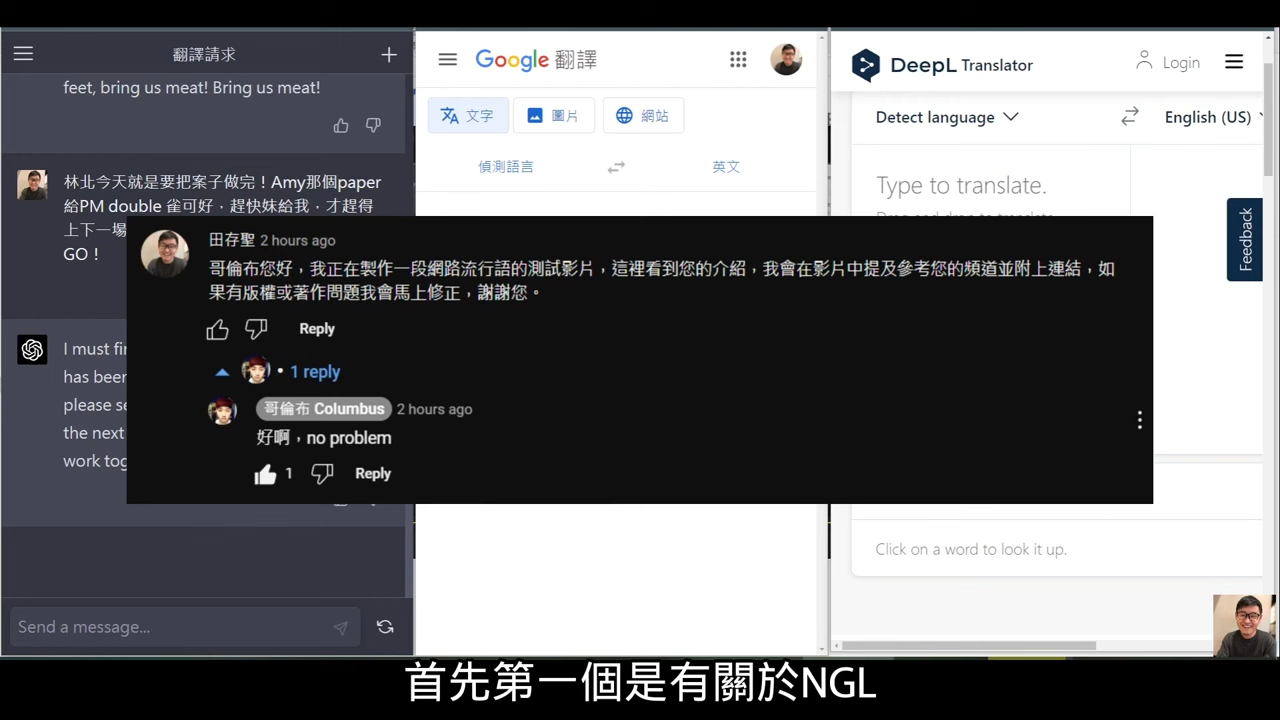 翻譯請求
feet, bring us meat! Bring us meat!
林北今天就是要把案子做完！Amy那個paper
給PM double 雀可好．趕快妹給我．才趕得
上下一場
GO！
I must fin
has been
please se
the next
work tog
Send a message...
Google 翻譯
文字
圖片
網站
偵測語言
英文
DeepL Translator
Login
Detect language
English (US)
Type to translate.
Feedback
Click on a word to look it up.
田存聖 2 hours ago
哥倫布您好，我正在製作一段網路流行語的測試影片，這裡看到您的介紹，我會在影片中提及參考您的頻道並附上連結，如
果有版權或著作問題我會馬上修正，謝謝您。
Reply
1 reply
哥倫布 Columbus 2 hours ago
好啊，no problem
1
Reply
首先第一個是有關於NGL